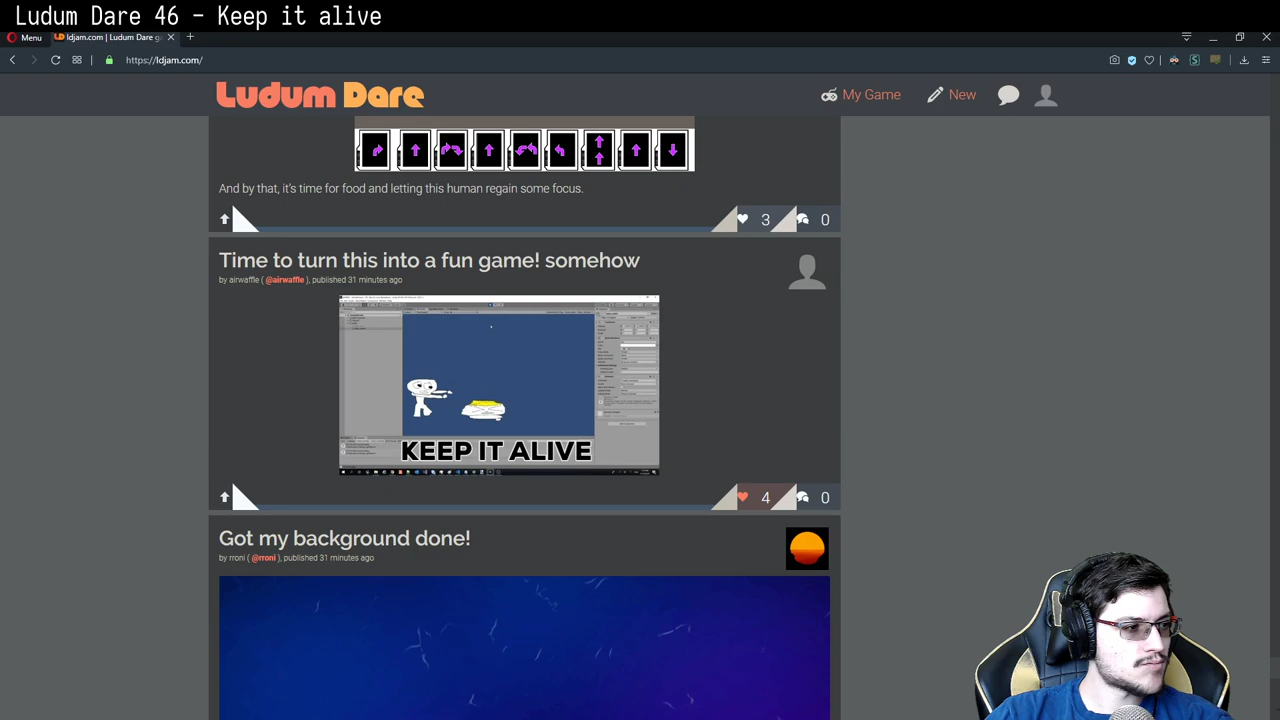 Ludum Dare 46 - Keep it alive
Menu
ldjam.com | Ludum Dare ga
https://ldjam.com/
Ludum Dare
My Game
New
And by that, it's time for food and letting this human regain some focus.
3
0
Time to turn this into a fun game! somehow
by airwaffle ( @airwaffle ), published 31 minutes ago
KEEP IT ALIVE
4
0
Got my background done!
by rroni ( @rroni ), published 31 minutes ago